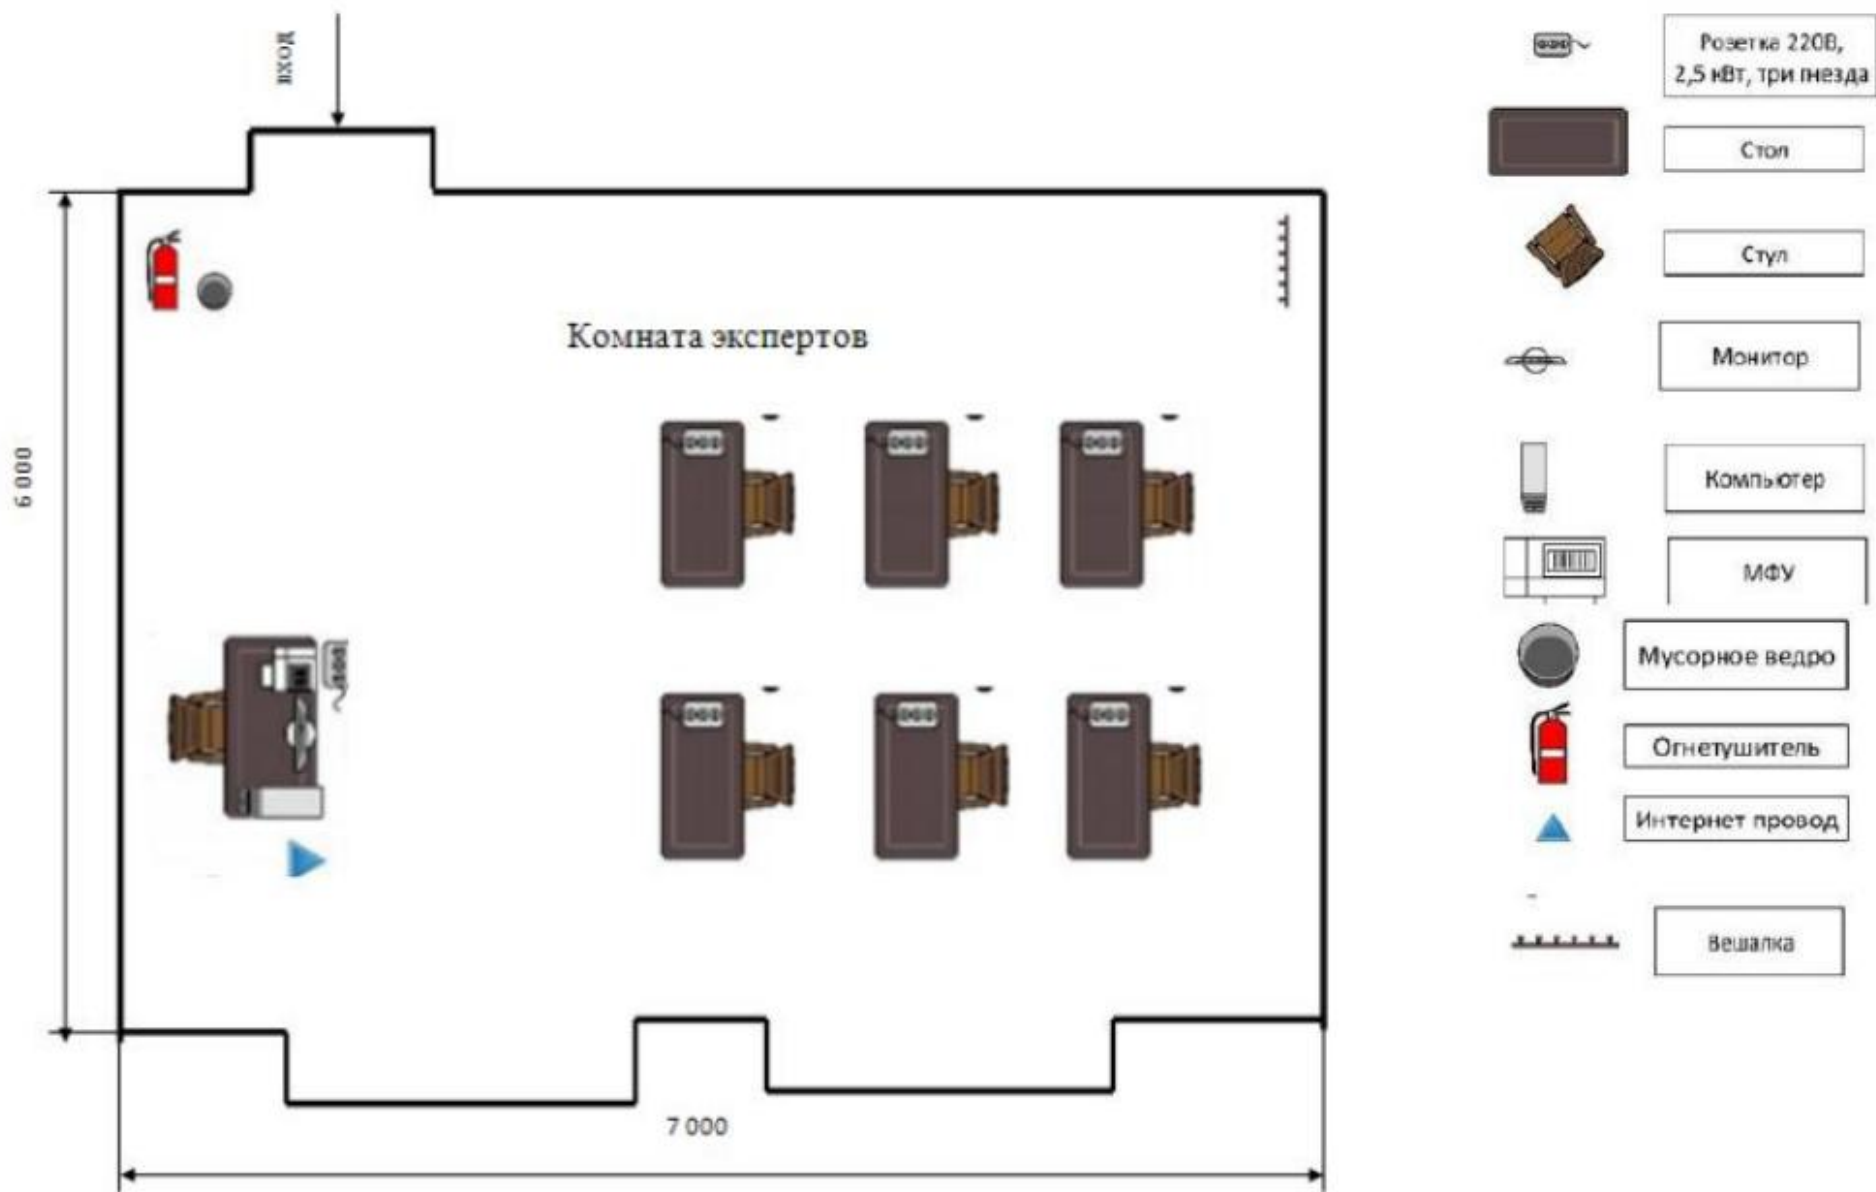 вход
Комната экспертов
6 000
7 000
Розетка 220В,
2,5 кВт, три гнезда
Стол
Стул
Монитор
Компьютер
МФУ
Мусорное ведро
Огнетушитель
Интернет провод
Вешалка